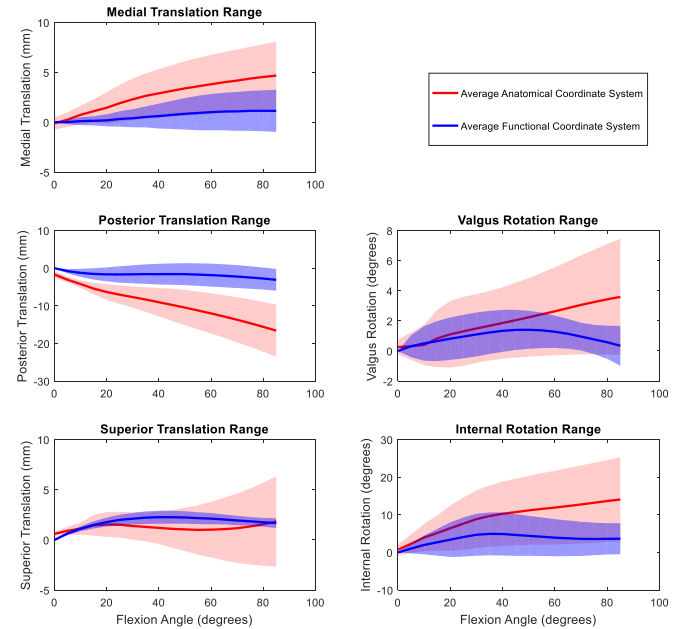 Medial Translation Range
10
5
0
-5
0 20 40 60 80 100
Medial Translation (mm)
Average Anatomical Coordinate System
Average Functional Coordinate System
Posterior Translation Range
10
0
-10
-20
-30
0 20 40 60 80 100
Posterior Translation (mm)
Valgus Rotation Range
8
6
4
2
0
-2
0 20 40 60 80 100
Valgus Rotation (degrees)
Superior Translation Range
10
5
0
-5
0 20 40 60 80 100
Superior Translation (mm)
Flexion Angle (degrees)
Internal Rotation Range
30
20
10
0
-10
0 20 40 60 80 100
Internal Rotation (degrees)
Flexion Angle (degrees)